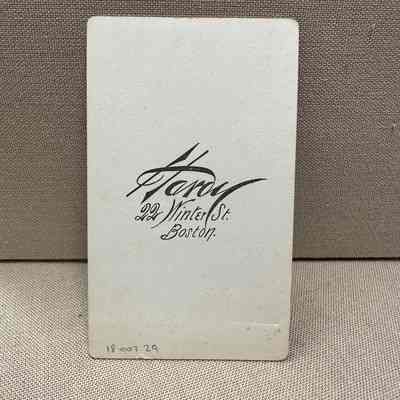 Hardy
22 Winter St.
Boston.
18.007.29